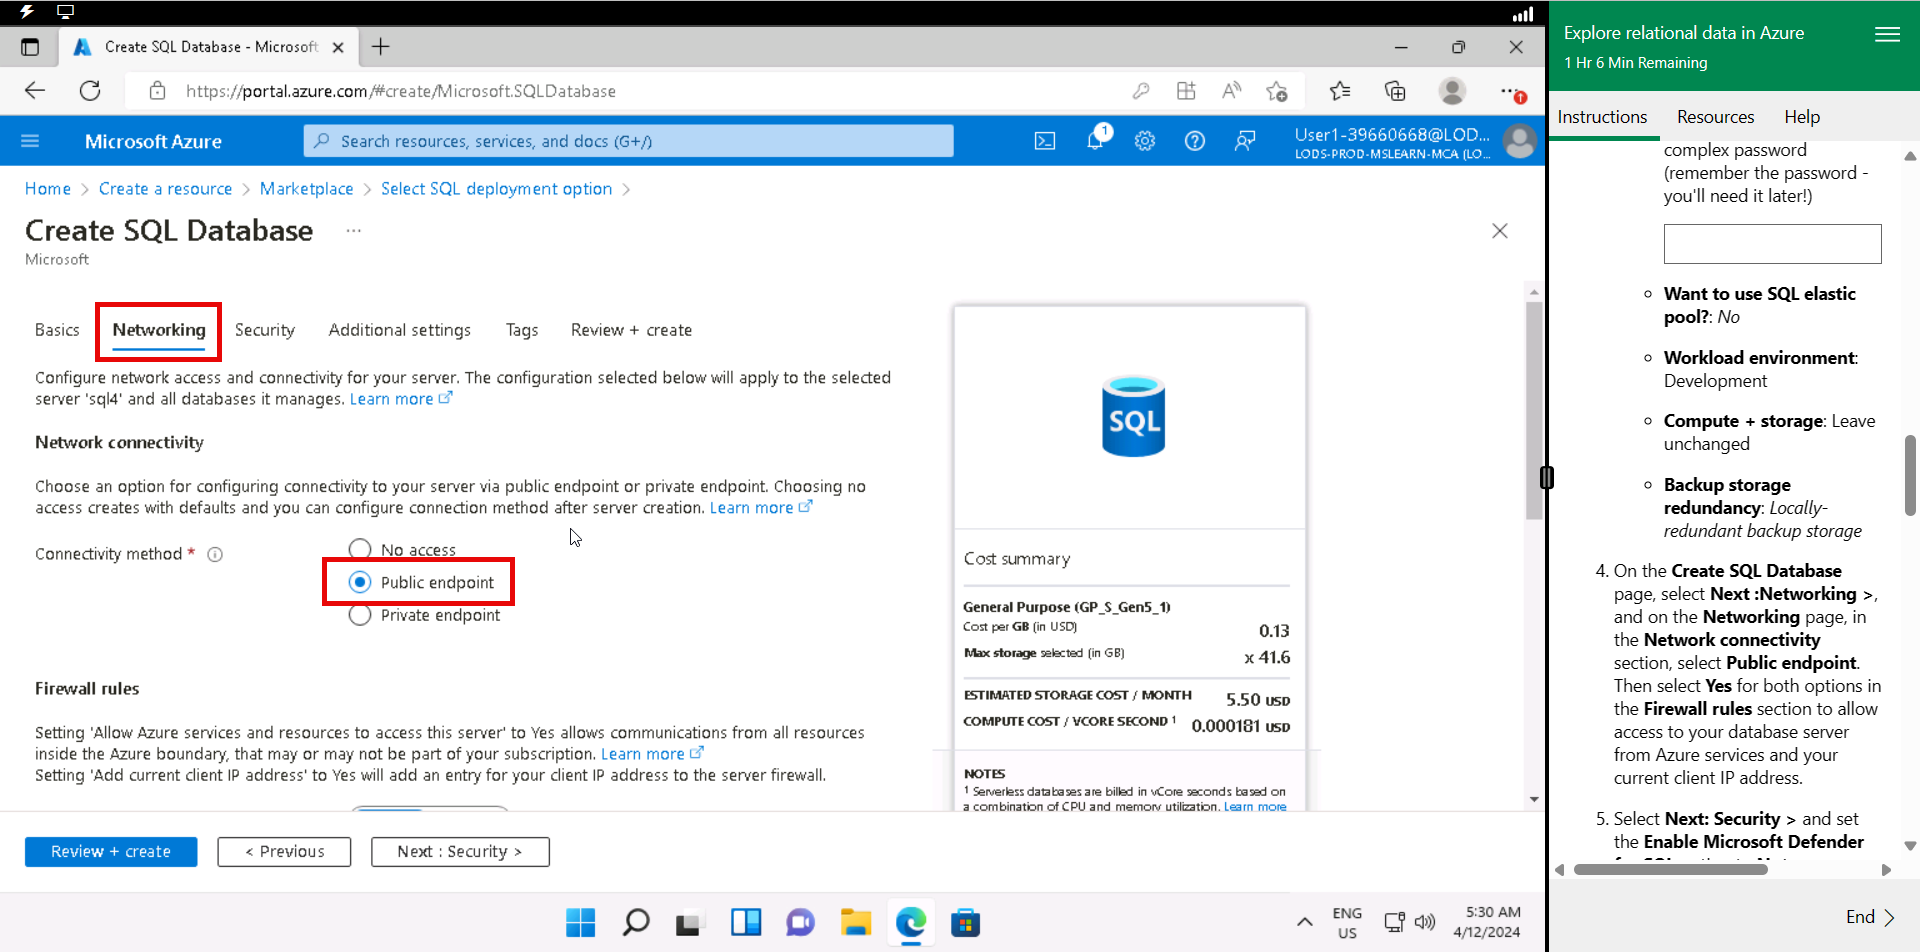 Create SQL Database - Microsoft
https://portal.azure.com/#create/Microsoft.SQLDatabase
Microsoft Azure
Search resources, services, and docs (G+/)
1
User1-39660668@LOD...
LODS-PROD-MSLEARN-MCA (LO...
Home > Create a resource > Marketplace > Select SQL deployment option >
Create SQL Database ...
Microsoft
Basics Networking Security Additional settings Tags Review + create
Configure network access and connectivity for your server. The configuration selected below will apply to the selected
server 'sql4' and all databases it manages. Learn more
Network connectivity
Choose an option for configuring connectivity to your server via public endpoint or private endpoint. Choosing no
access creates with defaults and you can configure connection method after server creation. Learn more
Connectivity method *
No access
Public endpoint
Private endpoint
Firewall rules
Setting 'Allow Azure services and resources to access this server' to Yes allows communications from all resources
inside the Azure boundary, that may or may not be part of your subscription. Learn more
Setting 'Add current client IP address' to Yes will add an entry for your client IP address to the server firewall.
SQL
Cost summary
General Purpose (GP_S_Gen5_1)
Cost per GB (in USD) 0.13
Max storage selected (in GB) x 41.6
ESTIMATED STORAGE COST / MONTH 5.50 USD
COMPUTE COST / VCORE SECOND 1 0.000181 USD
NOTES
1 Serverless databases are billed in vCore seconds based on
a combination of CPU and memory utilization. Learn more
Review + create < Previous Next : Security >
ENG
US
5:30 AM
4/12/2024
Explore relational data in Azure
1 Hr 6 Min Remaining
Instructions Resources Help
complex password
(remember the password -
you'll need it later!)
Want to use SQL elastic
pool?: No
Workload environment:
Development
Compute + storage: Leave
unchanged
Backup storage
redundancy: Locally-
redundant backup storage
4. On the Create SQL Database
page, select Next :Networking >,
and on the Networking page, in
the Network connectivity
section, select Public endpoint.
Then select Yes for both options in
the Firewall rules section to allow
access to your database server
from Azure services and your
current client IP address.
5. Select Next: Security > and set
the Enable Microsoft Defender
End >